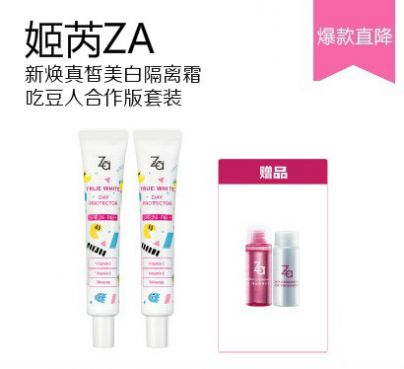 姬芮ZA
爆款直降
新焕真皙美白隔离霜
吃豆人合作版套装
赠品
Za
TRUE WHITE
DAY
PROTECTOR
Za
TRUE WHITE
DAY
PROTECTOR
Za
Za